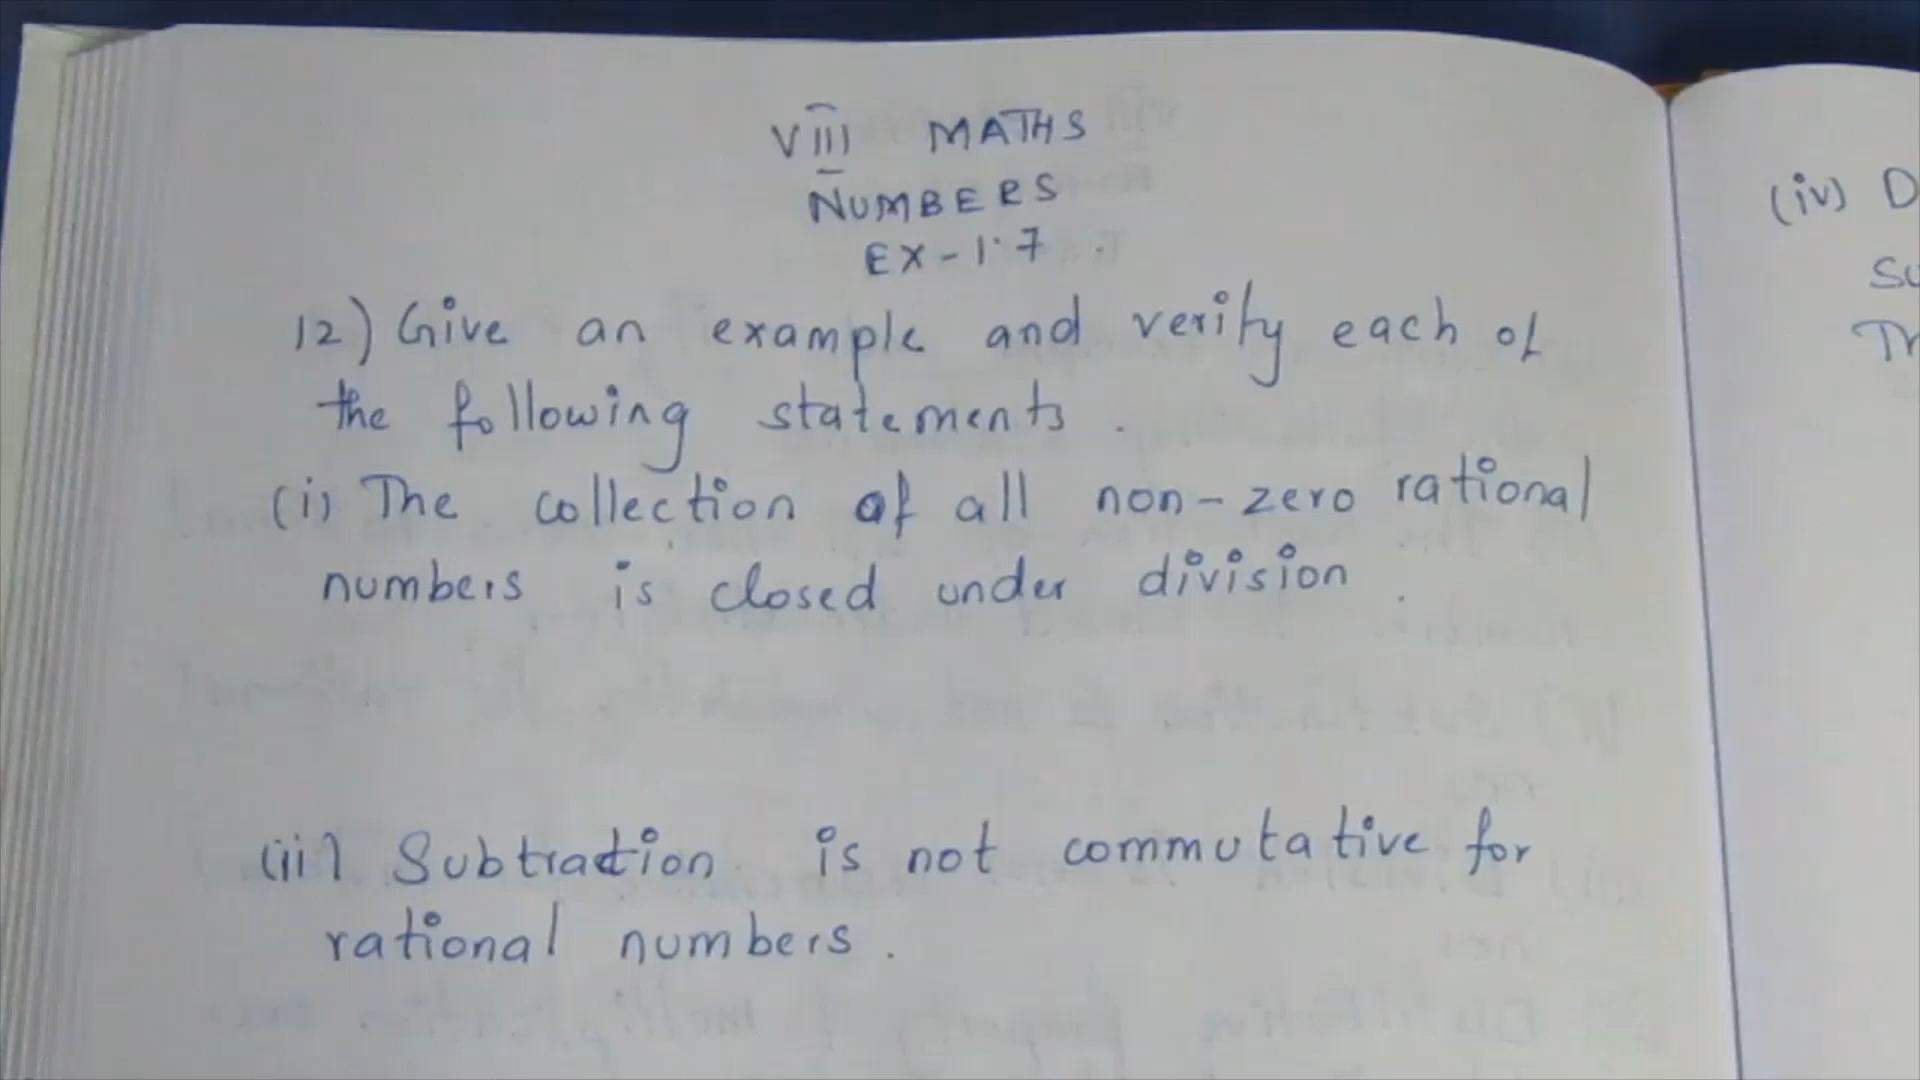 VIII MATHS
NUMBERS
EX-1.7
12) Give an example and verify each of
the following statements.
(i) The collection of all non-zero rational
numbers is closed under division.
(ii) Subtraction is not commutative for
rational numbers.
(iv) D
Su
Th